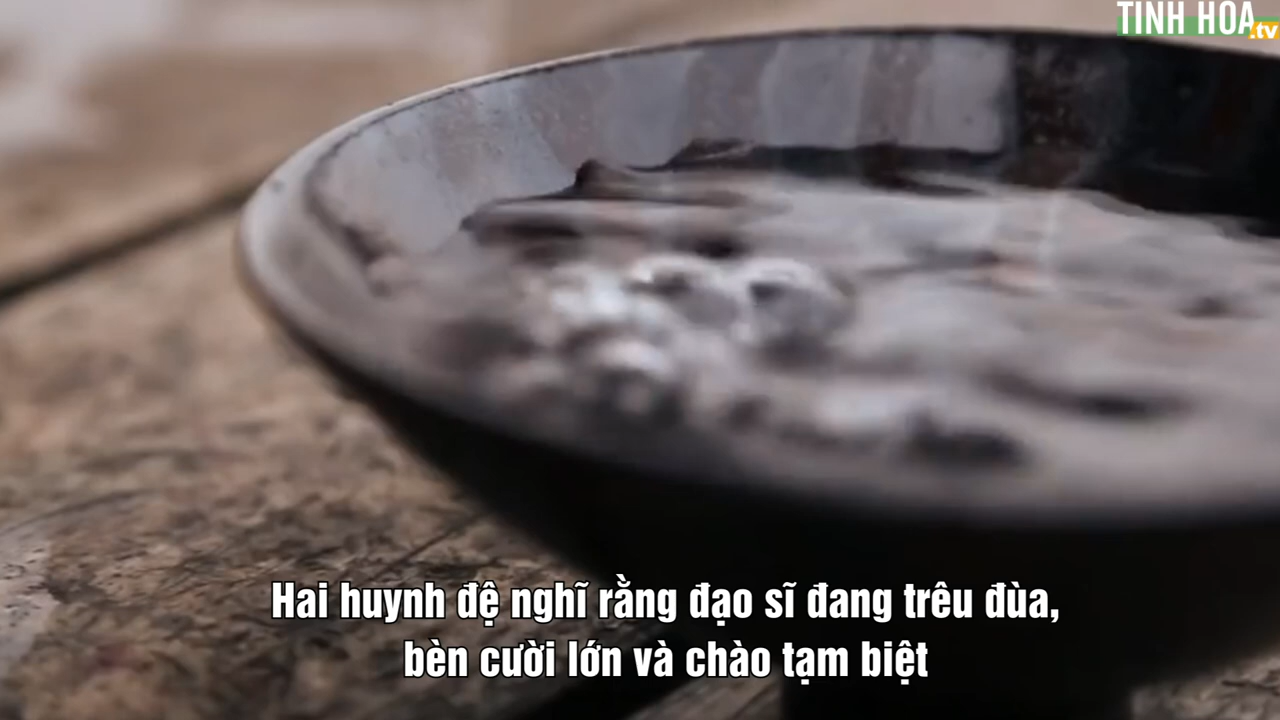 TINH HOA
.tv
Hai huynh đệ nghĩ rằng đạo sĩ đang trêu đùa,
bèn cười lớn và chào tạm biệt